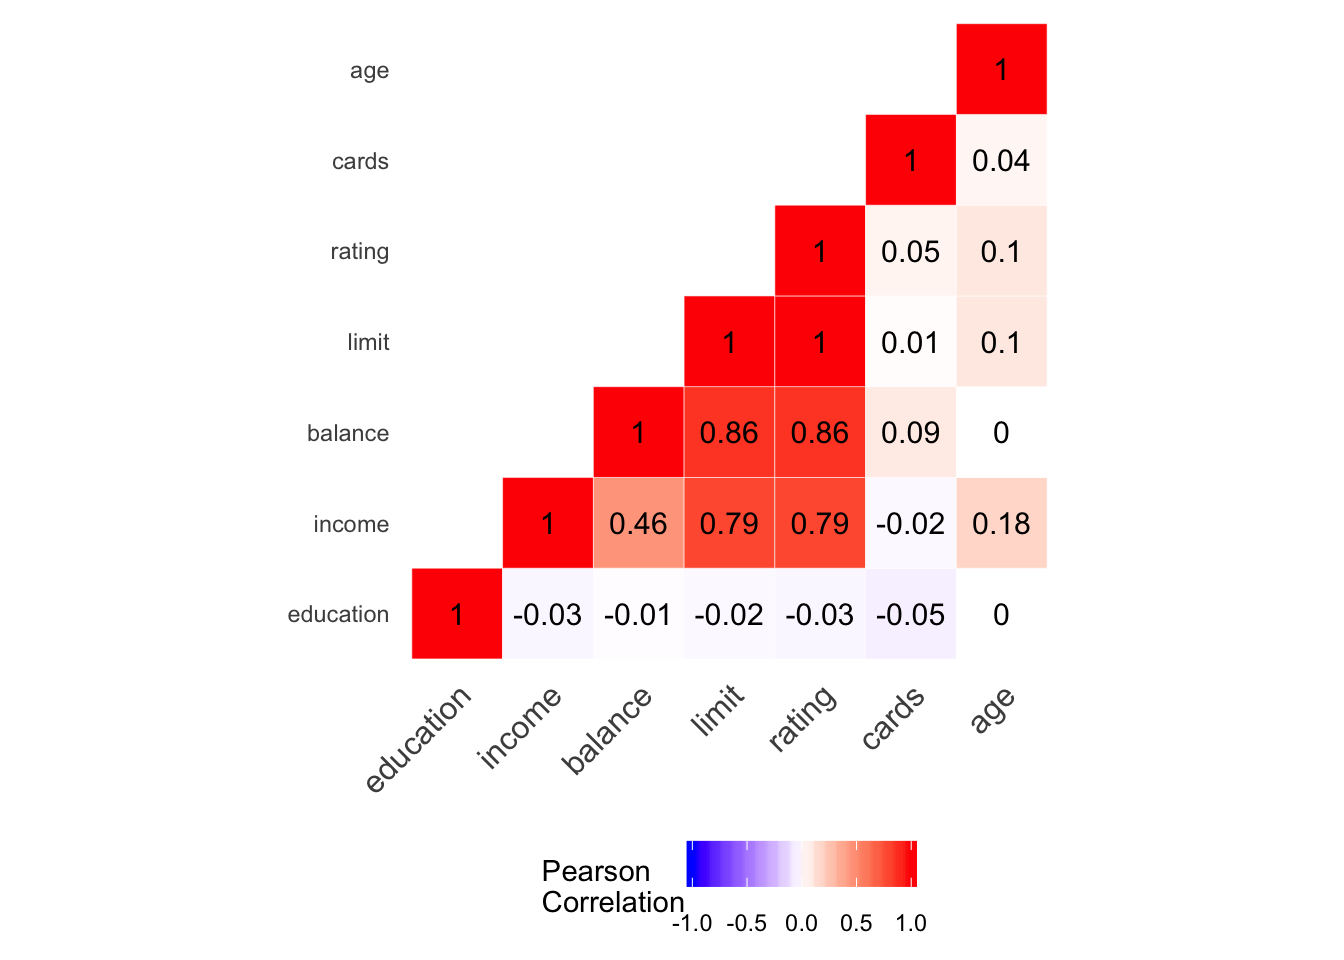 age 1
cards 1 0.04
rating 1 0.05 0.1
limit 1 1 0.01 0.1
balance 1 0.86 0.86 0.09 0
income 1 0.46 0.79 0.79 -0.02 0.18
education 1 -0.03 -0.01 -0.02 -0.03 -0.05 0
education income balance limit rating cards age
Pearson
Correlation
-1.0 -0.5 0.0 0.5 1.0